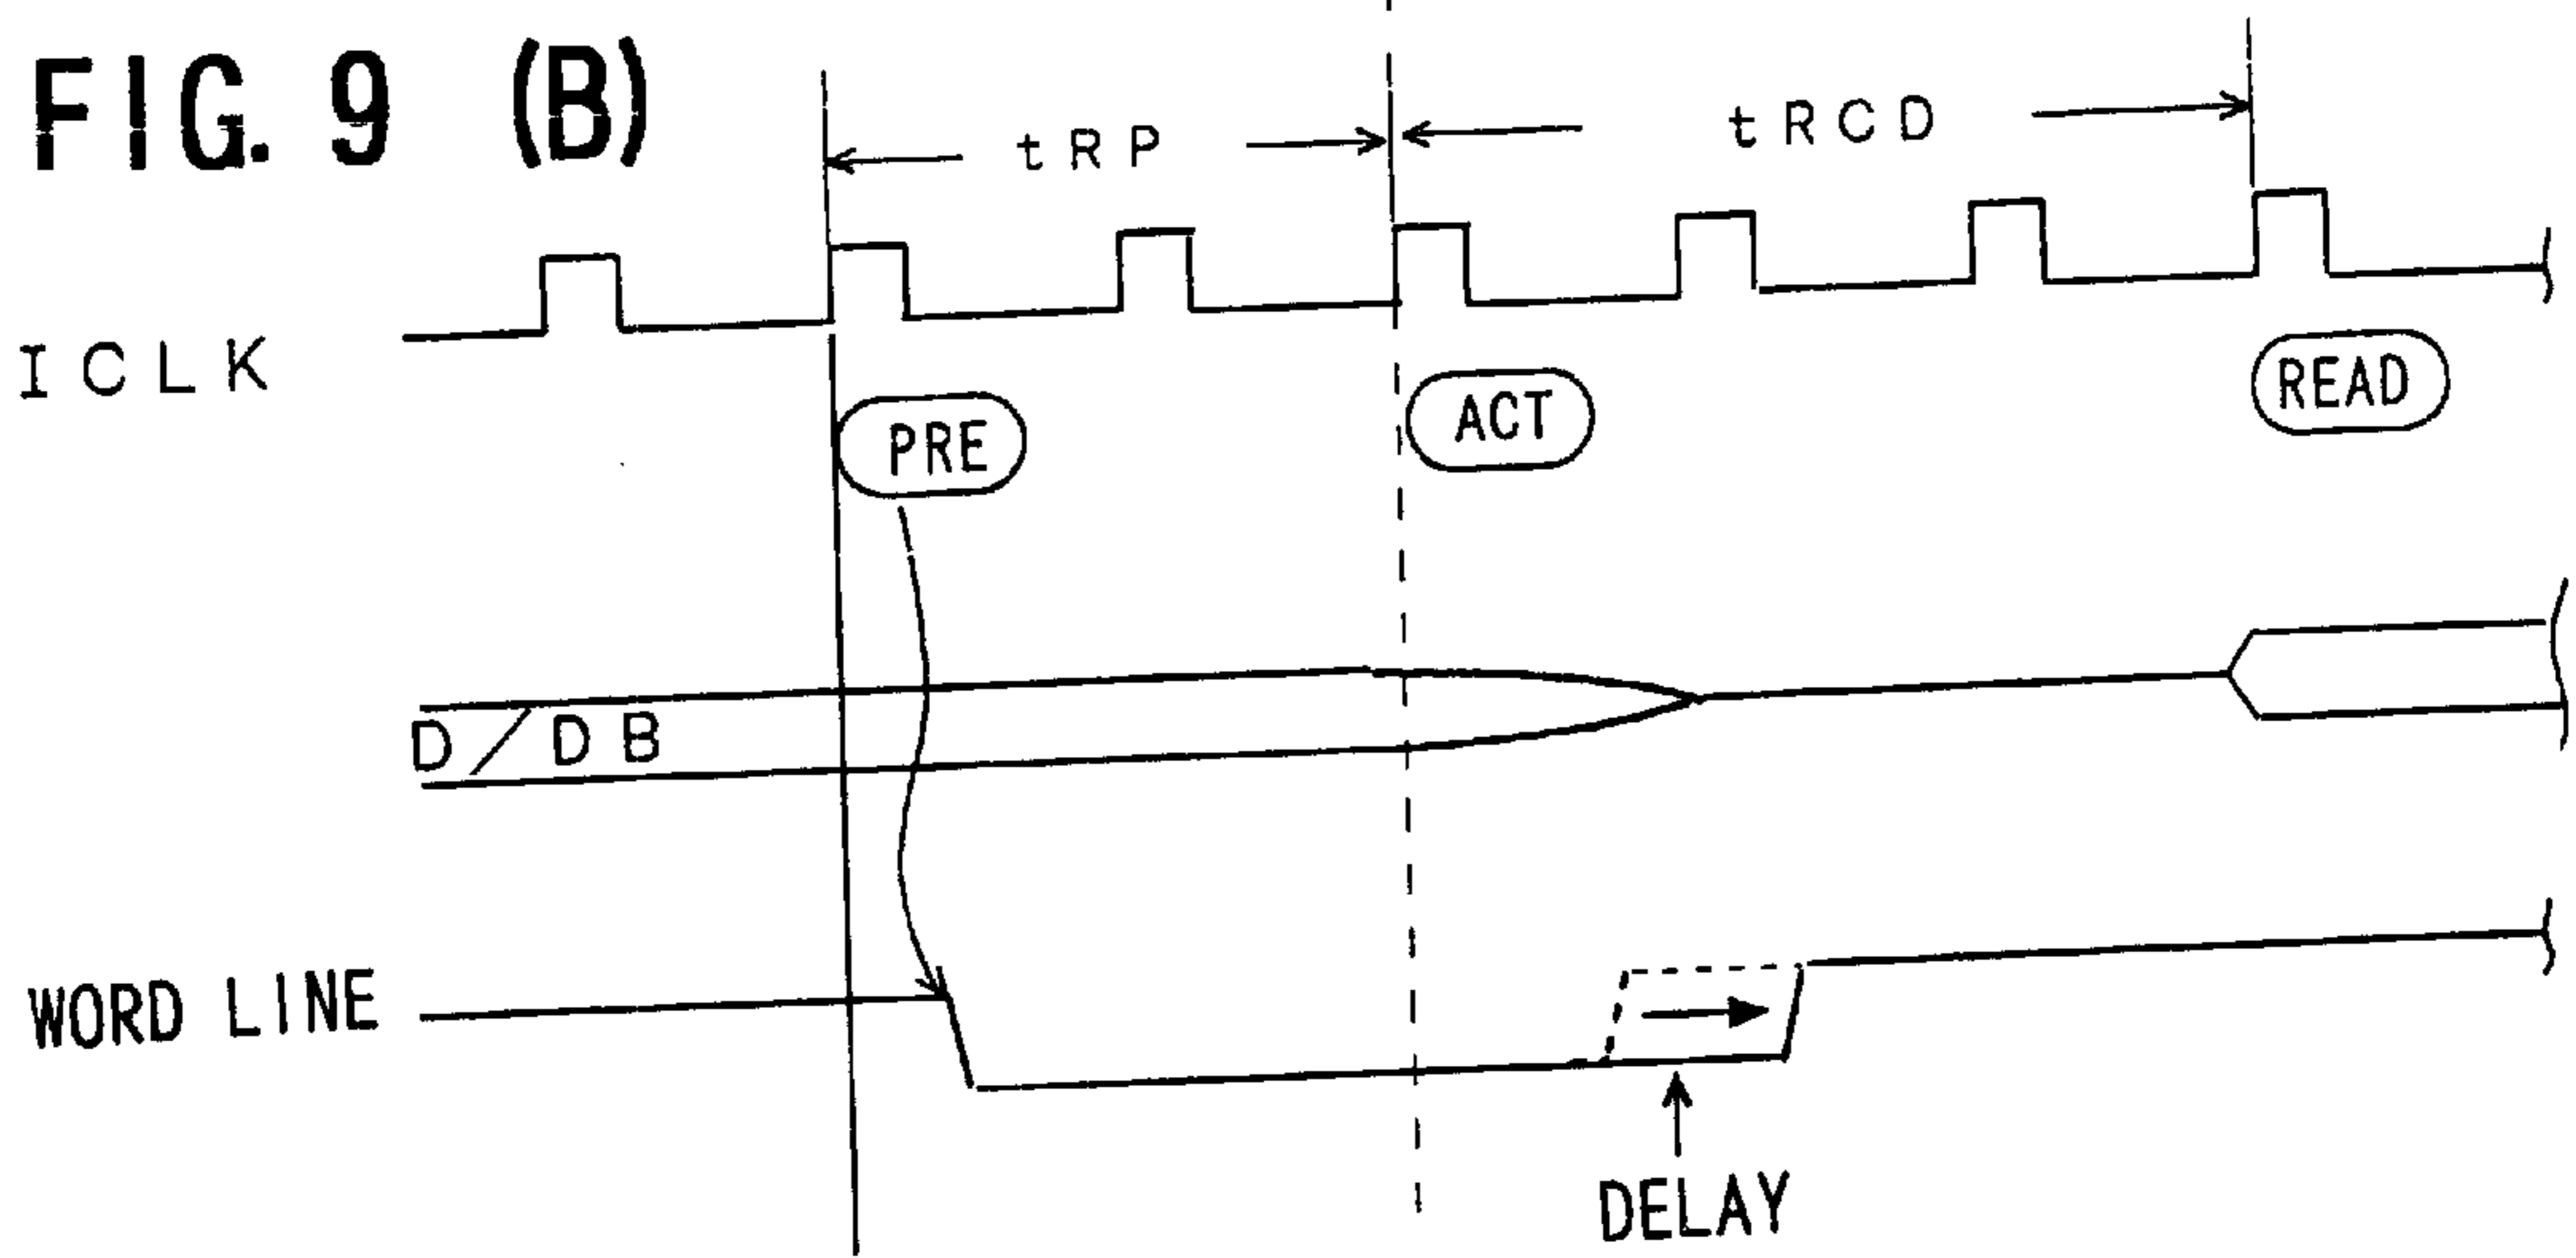 FIG. 9 (B)
tRP
tRCD
ICLK
PRE
ACT
READ
D/DB
WORD LINE
DELAY